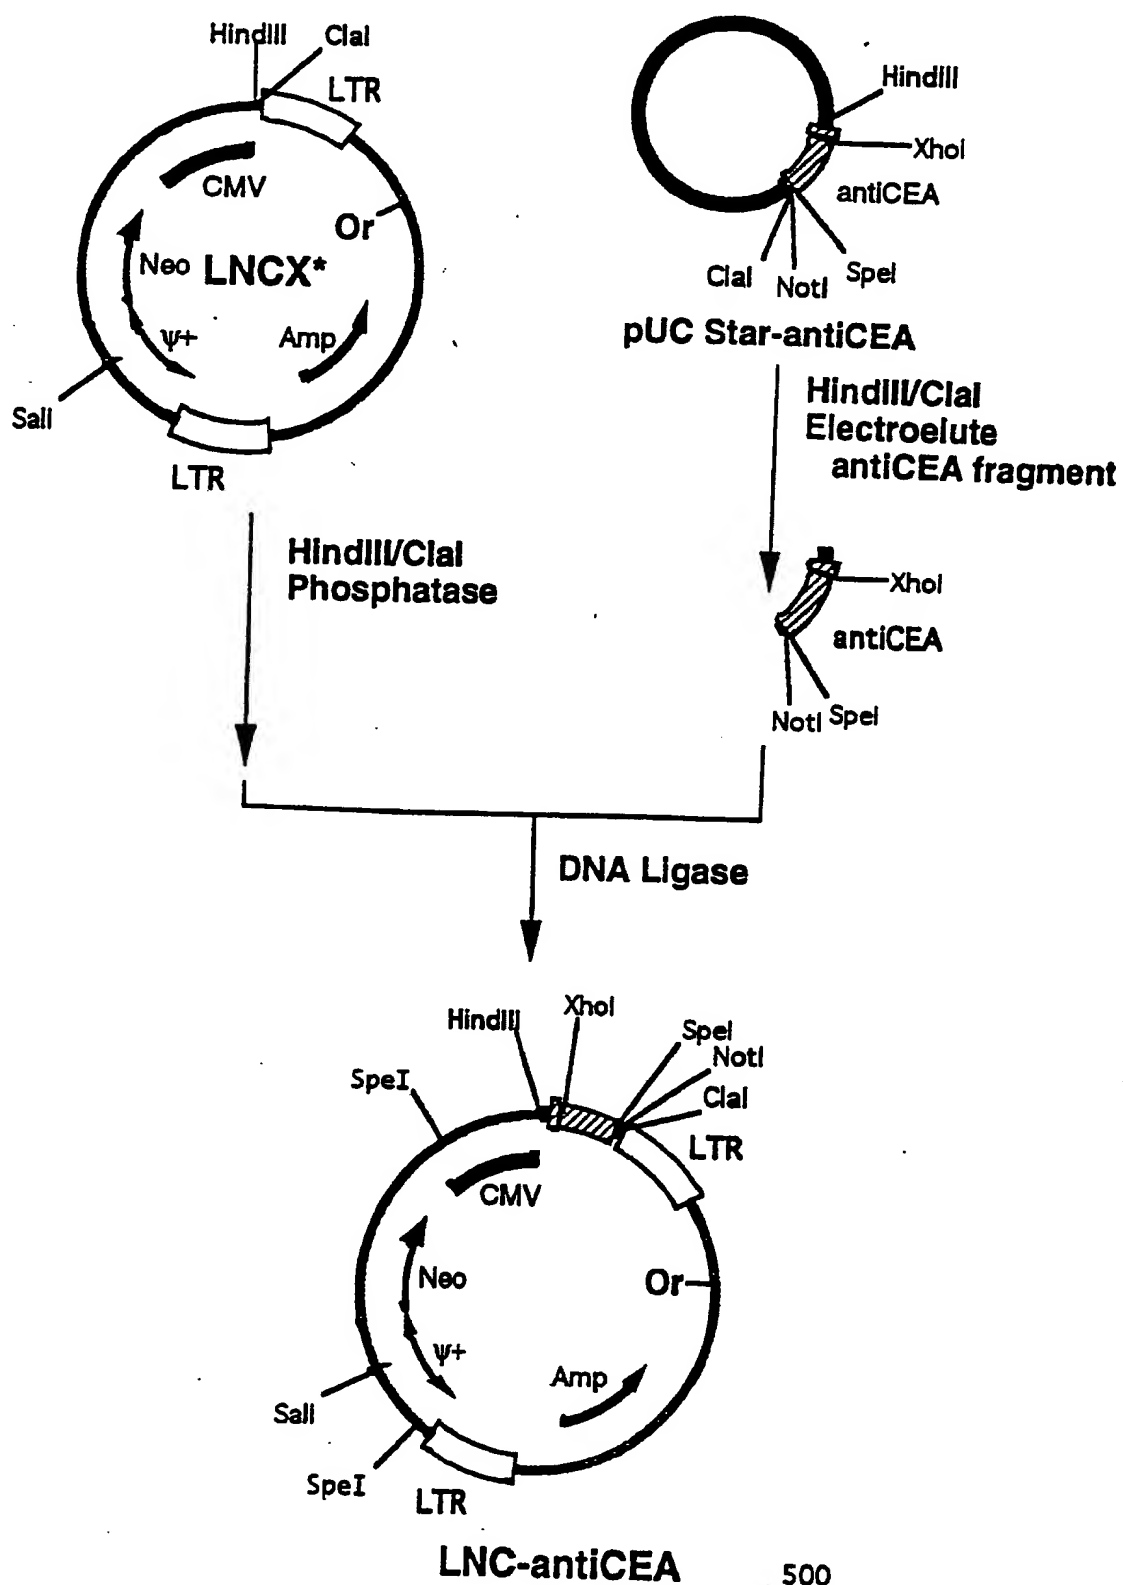 HindIII
ClaI
LTR
CMV
Or
Neo
LNCX*
ψ+
Amp
SalI
LTR
HindIII
XhoI
antiCEA
ClaI
NotI
SpeI
pUC Star-antiCEA
HindIII/ClaI
Electroelute
antiCEA fragment
HindIII/ClaI
Phosphatase
XhoI
antiCEA
NotI
SpeI
DNA Ligase
HindIII
XhoI
SpeI
NotI
ClaI
SpeI
LTR
CMV
Neo
Or
ψ+
Amp
SalI
SpeI
LTR
LNC-antiCEA
500